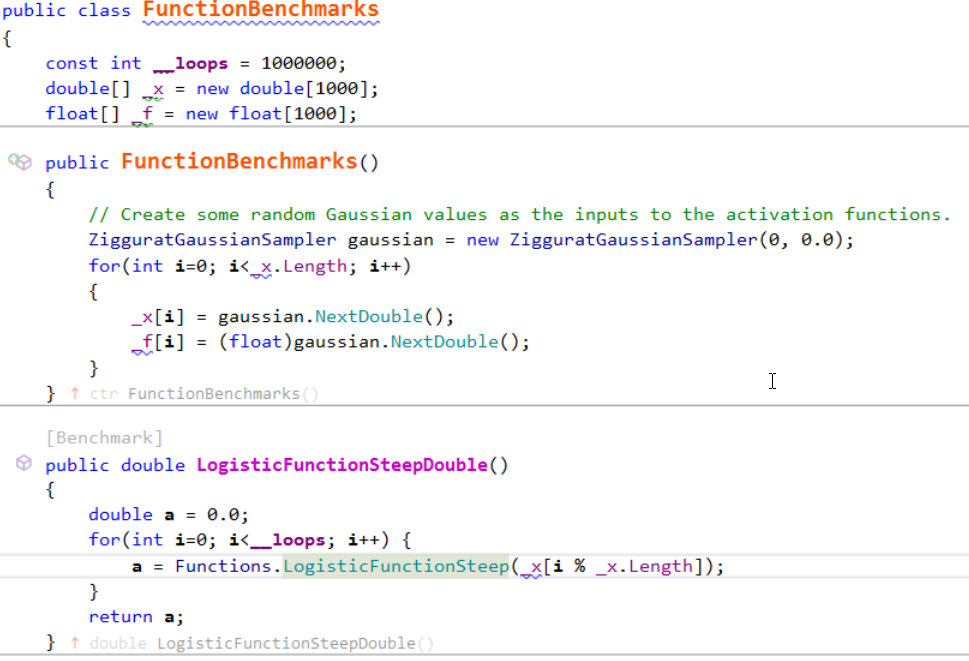 public class FunctionBenchmarks
{
const int __loops = 1000000;
double[] _x = new double[1000];
float[] _f = new float[1000];
public FunctionBenchmarks()
{
// Create some random Gaussian values as the inputs to the activation functions.
ZigguratGaussianSampler gaussian = new ZigguratGaussianSampler(0, 0.0);
for(int i=0; i<_x.Length; i++)
{
_x[i] = gaussian.NextDouble();
_f[i] = (float)gaussian.NextDouble();
}
} ↑ ctr FunctionBenchmarks()
[Benchmark]
public double LogisticFunctionSteepDouble()
{
double a = 0.0;
for(int i=0; i<__loops; i++) {
a = Functions.LogisticFunctionSteep(_x[i % _x.Length]);
}
return a;
} ↑ double LogisticFunctionSteepDouble()